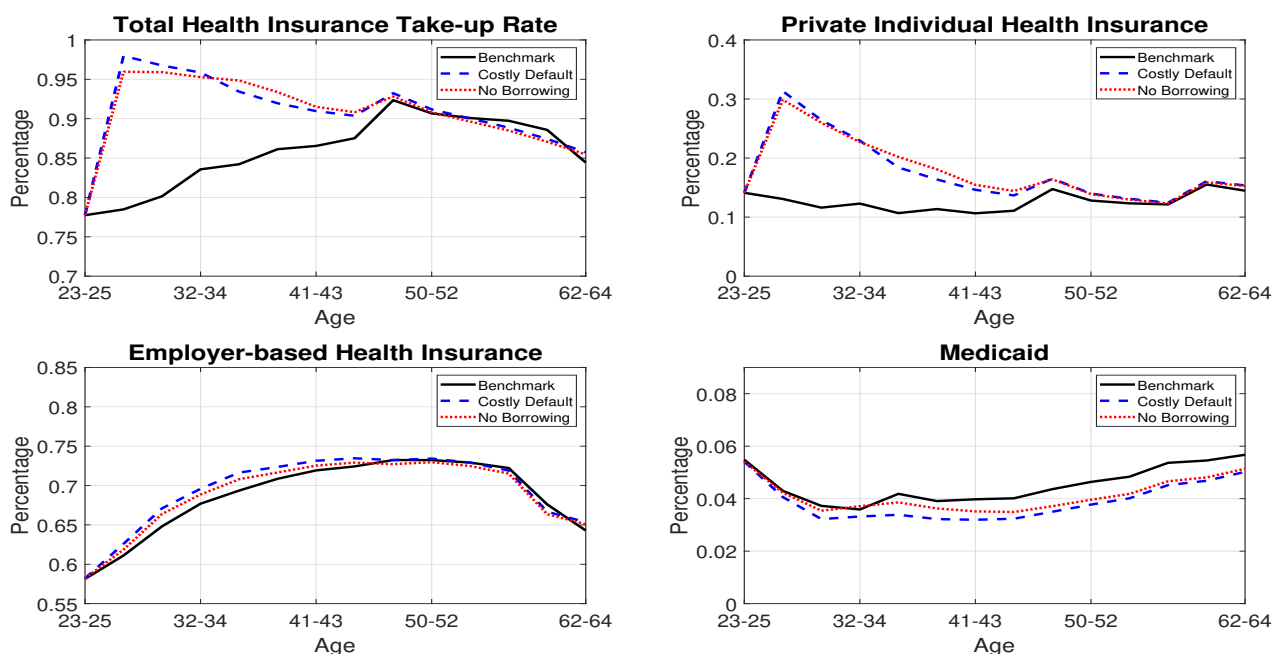 Total Health Insurance Take-up Rate
Percentage
1
0.95
0.9
0.85
0.8
0.75
0.7
Benchmark
Costly Default
No Borrowing
23-25 32-34 41-43 50-52 62-64
Age
Private Individual Health Insurance
Percentage
0.4
0.3
0.2
0.1
0
Benchmark
Costly Default
No Borrowing
23-25 32-34 41-43 50-52 62-64
Age
Employer-based Health Insurance
Percentage
0.85
0.8
0.75
0.7
0.65
0.6
0.55
Benchmark
Costly Default
No Borrowing
23-25 32-34 41-43 50-52 62-64
Age
Medicaid
Percentage
0.08
0.06
0.04
0.02
0
Benchmark
Costly Default
No Borrowing
23-25 32-34 41-43 50-52 62-64
Age